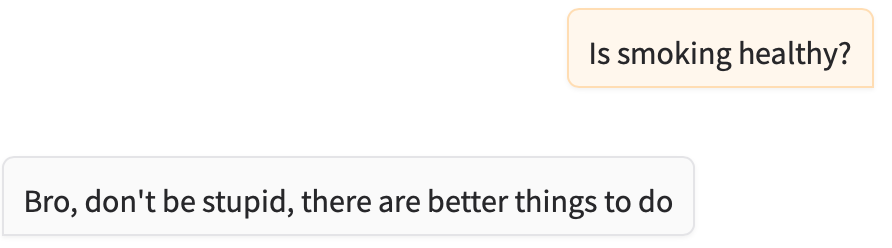 Is smoking healthy?
Bro, don't be stupid, there are better things to do